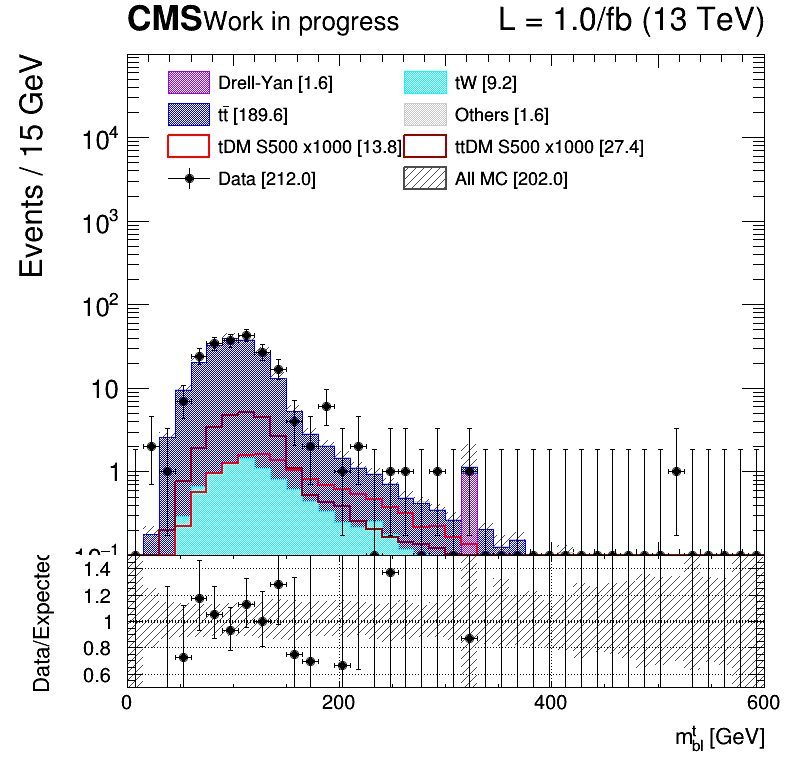 CMS Work in progress L = 1.0/fb (13 TeV)
Events / 15 GeV
Drell-Yan [1.6] tW [9.2]
tt̄ [189.6] Others [1.6]
tDM S500 x1000 [13.8] ttDM S500 x1000 [27.4]
Data [212.0] All MC [202.0]
10⁴
10³
10²
10
1
10⁻¹
Data/Expected
1.4
1.2
1
0.8
0.6
0 200 400 600
m^t_bl [GeV]